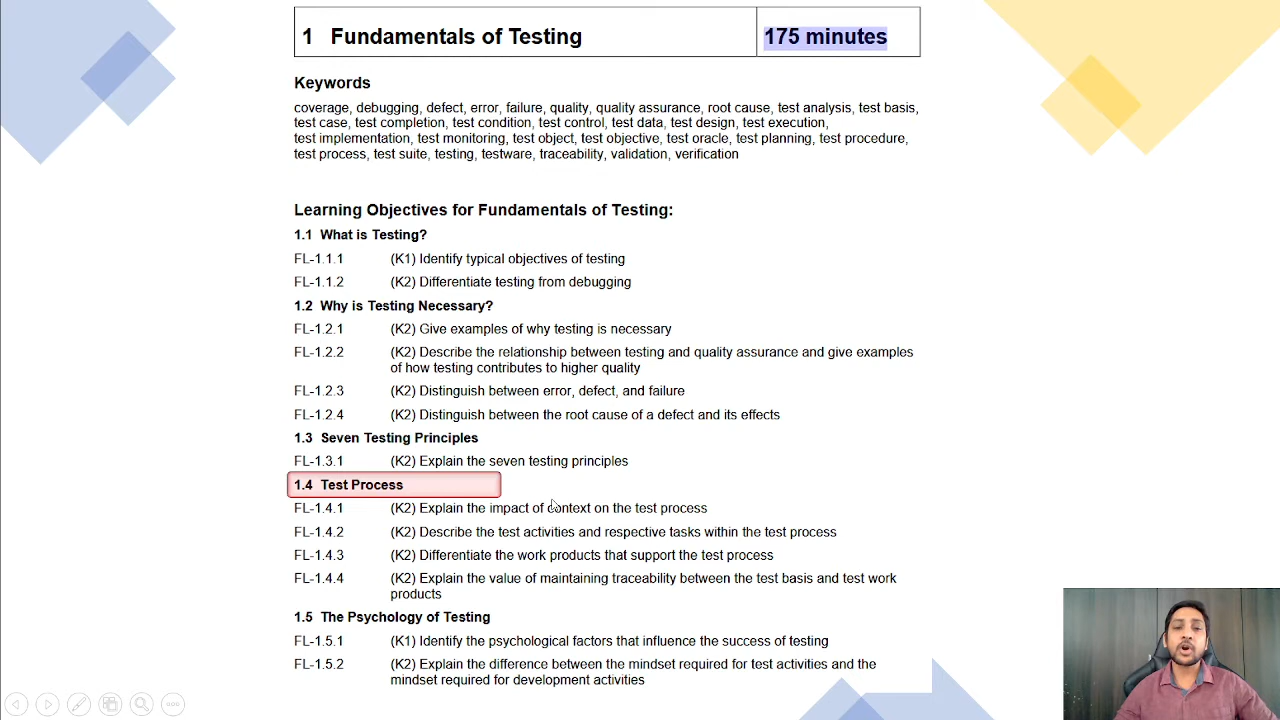 1 Fundamentals of Testing 175 minutes
Keywords
coverage, debugging, defect, error, failure, quality, quality assurance, root cause, test analysis, test basis,
test case, test completion, test condition, test control, test data, test design, test execution,
test implementation, test monitoring, test object, test objective, test oracle, test planning, test procedure,
test process, test suite, testing, testware, traceability, validation, verification
Learning Objectives for Fundamentals of Testing:
1.1 What is Testing?
FL-1.1.1 (K1) Identify typical objectives of testing
FL-1.1.2 (K2) Differentiate testing from debugging
1.2 Why is Testing Necessary?
FL-1.2.1 (K2) Give examples of why testing is necessary
FL-1.2.2 (K2) Describe the relationship between testing and quality assurance and give examples
of how testing contributes to higher quality
FL-1.2.3 (K2) Distinguish between error, defect, and failure
FL-1.2.4 (K2) Distinguish between the root cause of a defect and its effects
1.3 Seven Testing Principles
FL-1.3.1 (K2) Explain the seven testing principles
1.4 Test Process
FL-1.4.1 (K2) Explain the impact of context on the test process
FL-1.4.2 (K2) Describe the test activities and respective tasks within the test process
FL-1.4.3 (K2) Differentiate the work products that support the test process
FL-1.4.4 (K2) Explain the value of maintaining traceability between the test basis and test work
products
1.5 The Psychology of Testing
FL-1.5.1 (K1) Identify the psychological factors that influence the success of testing
FL-1.5.2 (K2) Explain the difference between the mindset required for test activities and the
mindset required for development activities